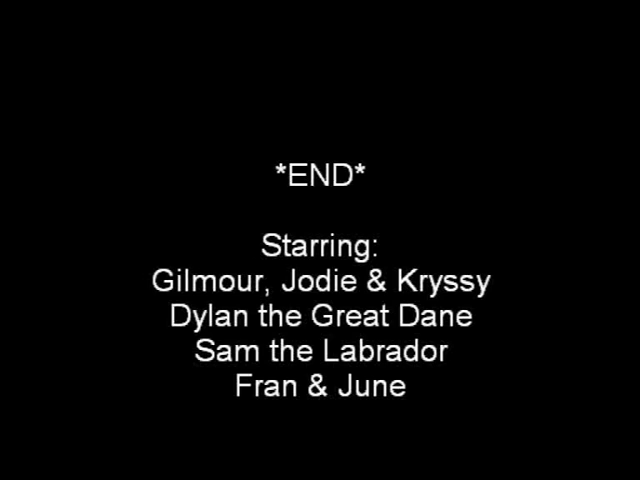 *END*
Starring:
Gilmour, Jodie & Kryssy
Dylan the Great Dane
Sam the Labrador
Fran & June